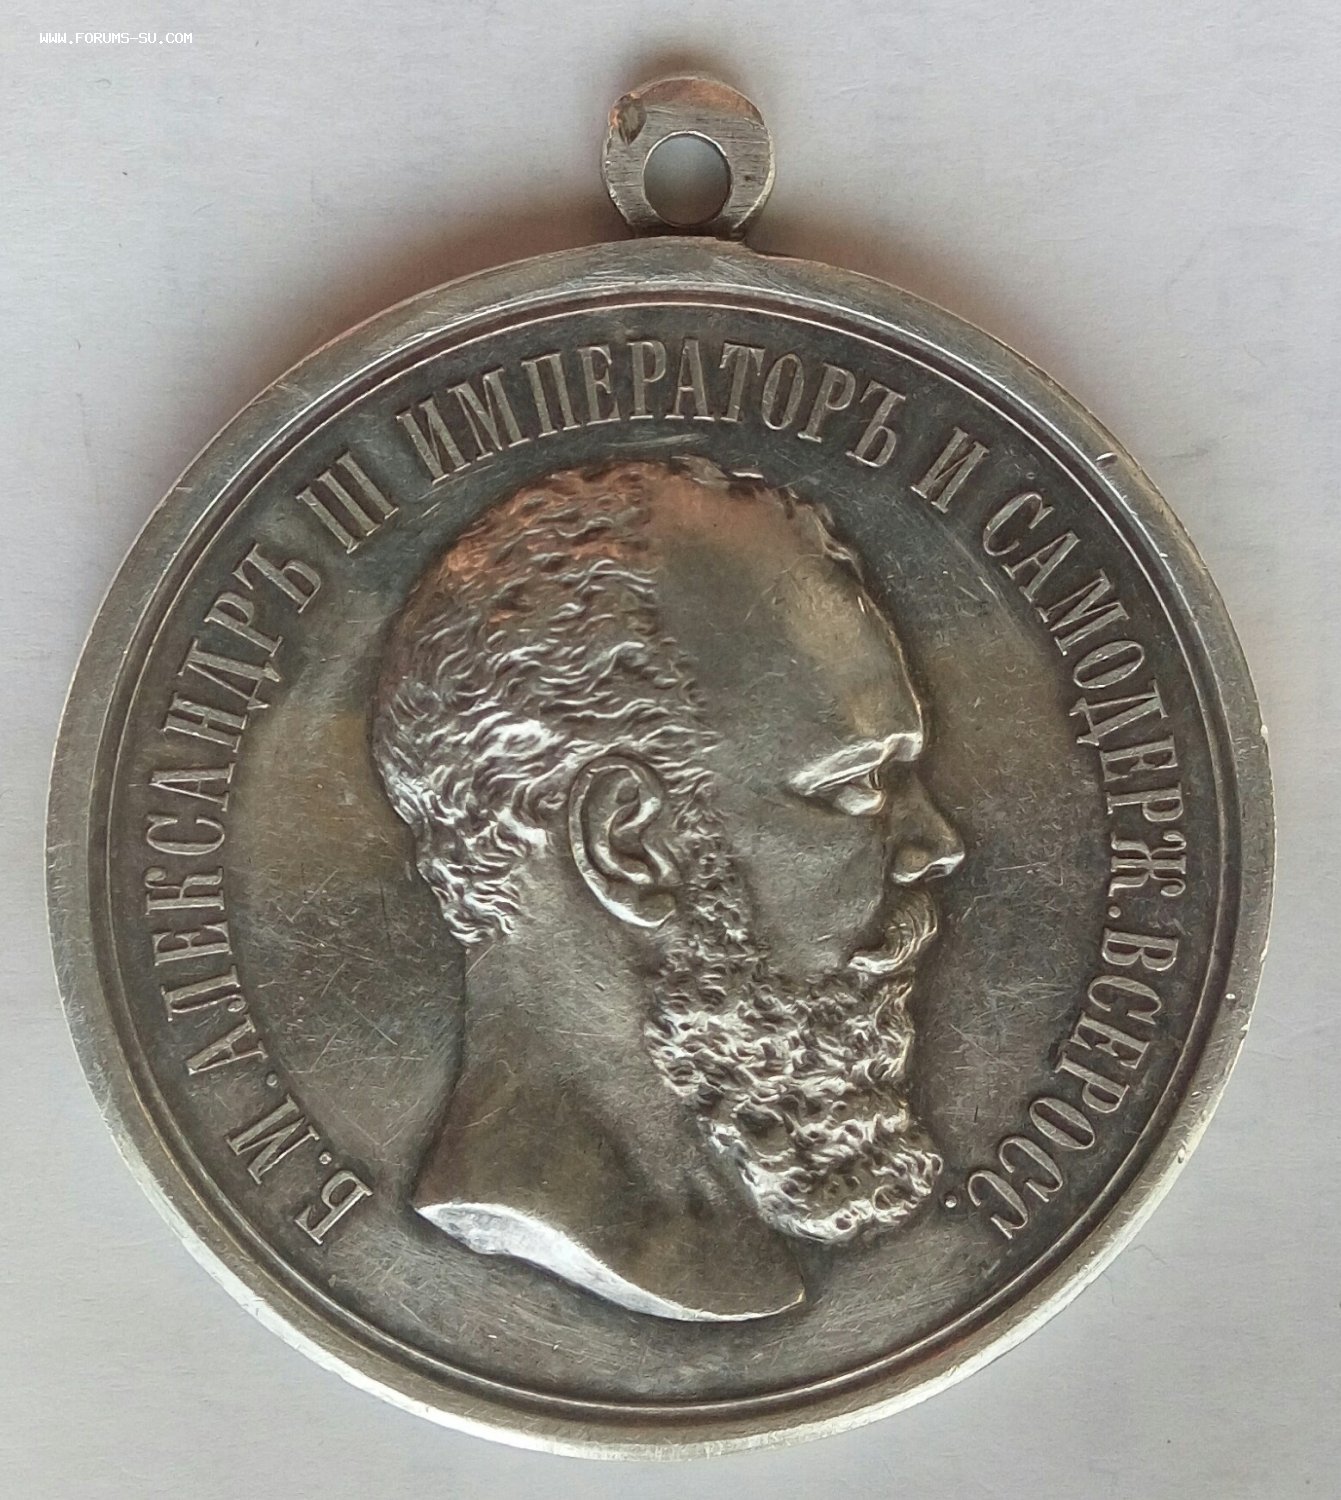 WWW.FORUMS-SU.COM
Б.М.АЛЕКСАНДРЪ III ИМПЕРАТОРЪ И САМОДЕРЖ.ВСЕРОСС.